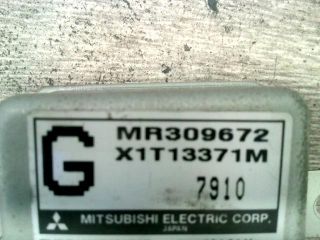 G
MR309672
X1T13371M
7910
MITSUBISHI ELECTRIC CORP.
JAPAN